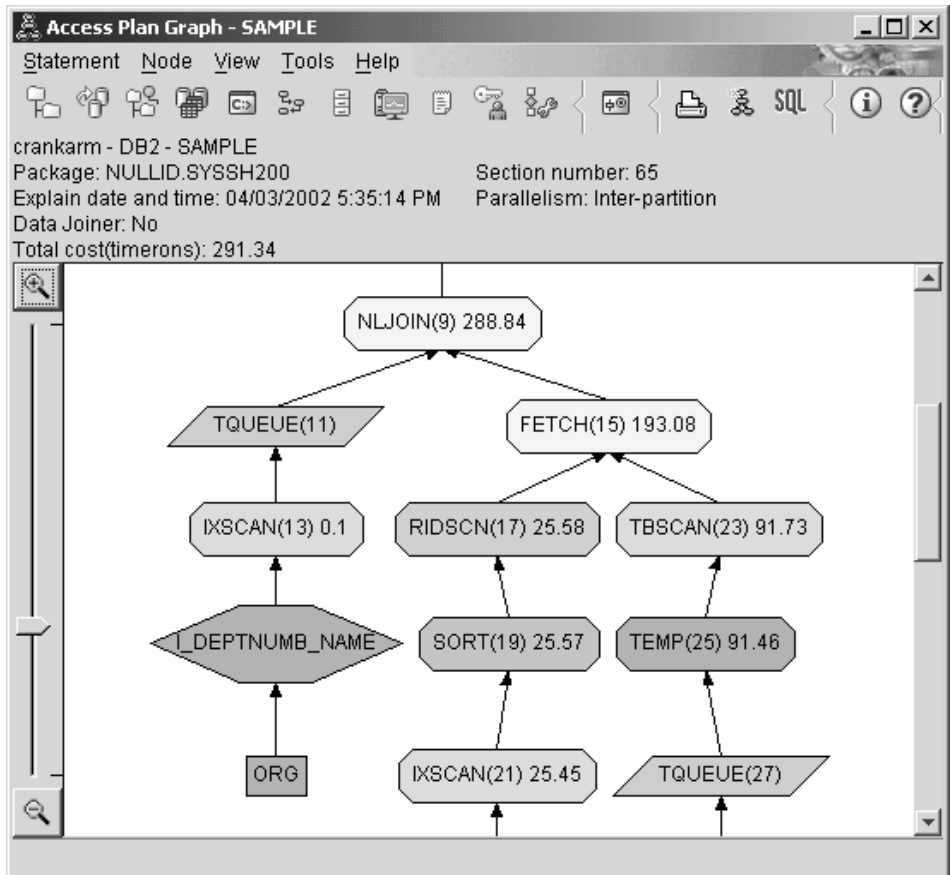 Access Plan Graph - SAMPLE
Statement Node View Tools Help
C:> SQL i ?
crankarm - DB2 - SAMPLE
Package: NULLID.SYSSH200 Section number: 65
Explain date and time: 04/03/2002 5:35:14 PM Parallelism: Inter-partition
Data Joiner: No
Total cost(timerons): 291.34
NLJOIN(9) 288.84
TQUEUE(11) FETCH(15) 193.08
IXSCAN(13) 0.1 RIDSCN(17) 25.58 TBSCAN(23) 91.73
I_DEPTNUMB_NAME SORT(19) 25.57 TEMP(25) 91.46
ORG IXSCAN(21) 25.45 TQUEUE(27)